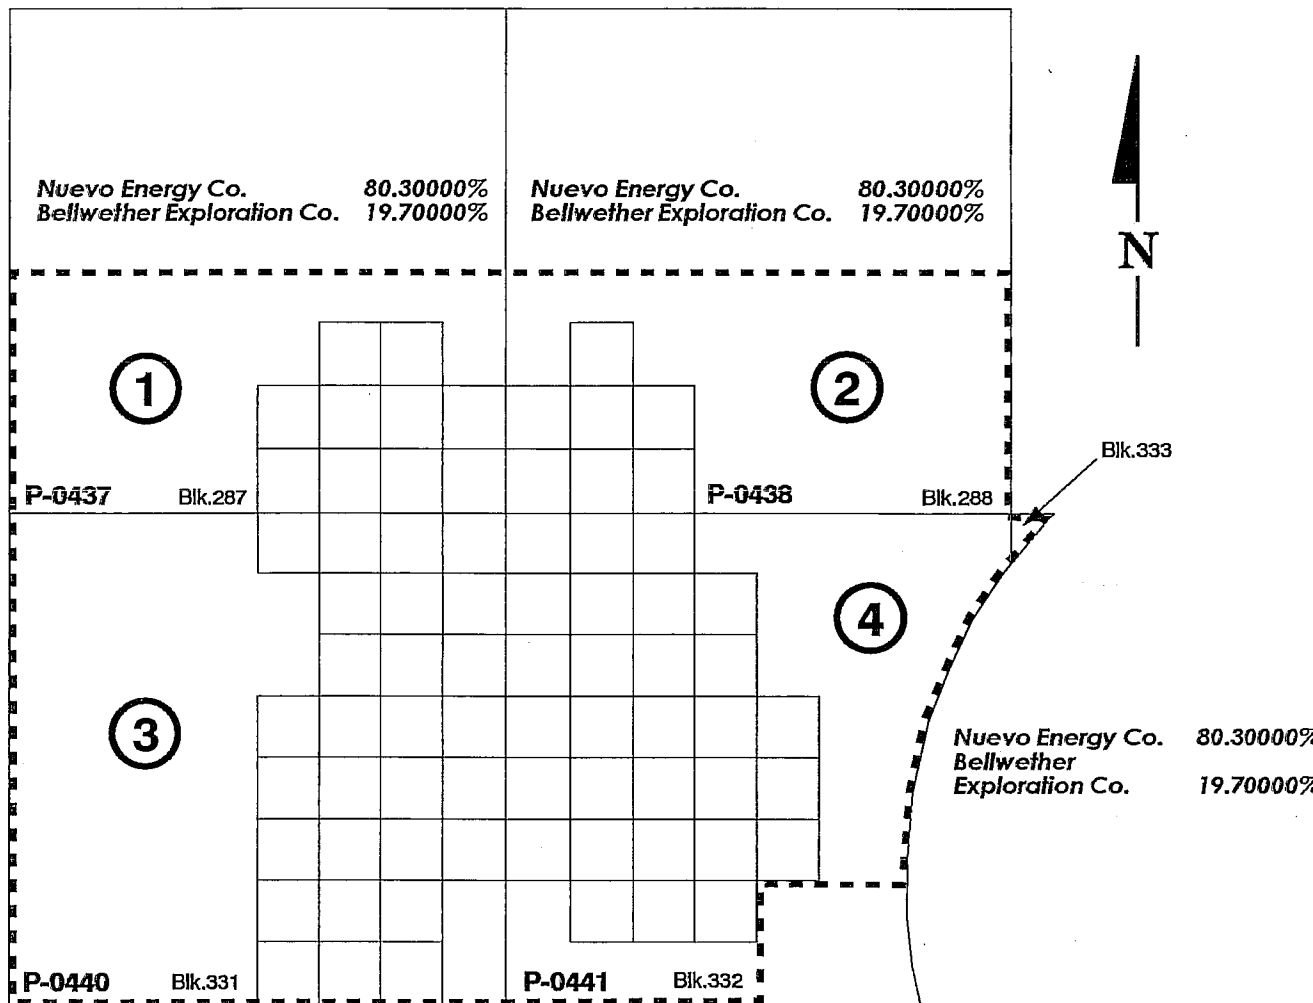 Nuevo Energy Co. 80.30000%
Bellwether Exploration Co. 19.70000%
Nuevo Energy Co. 80.30000%
Bellwether Exploration Co. 19.70000%
N
1
2
Blk.333
P-0437 Blk.287
P-0438 Blk.288
4
3
Nuevo Energy Co. 80.30000%
Bellwether
Exploration Co. 19.70000%
P-0440 Blk.331
P-0441 Blk.332